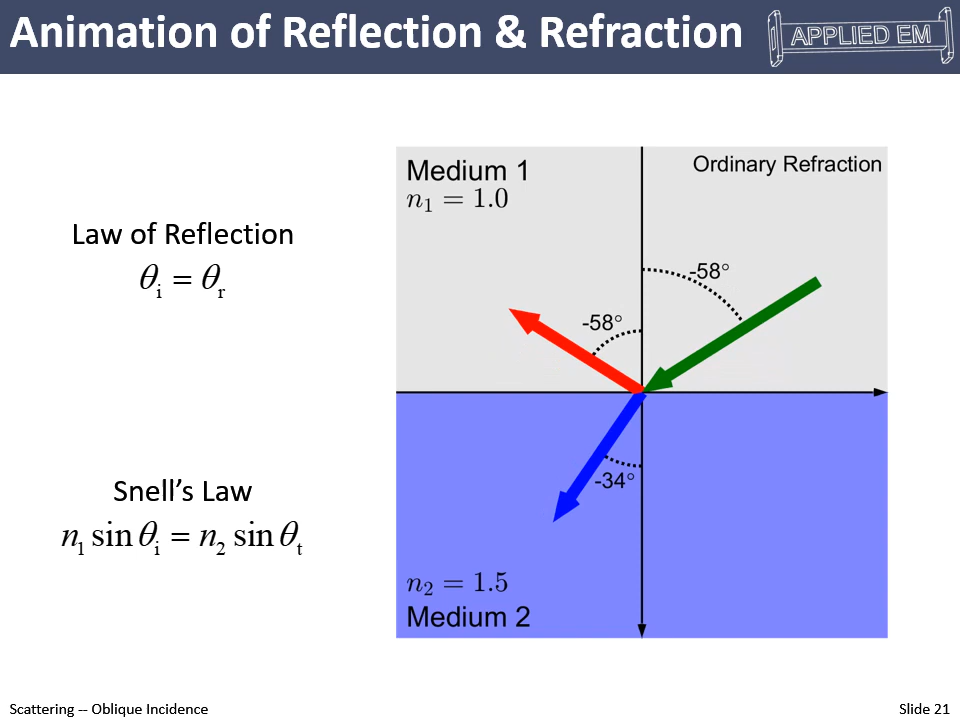 Animation of Reflection & Refraction
APPLIED EM
Medium 1
n₁ = 1.0
Ordinary Refraction
Law of Reflection
θᵢ = θᵣ
-58°
-58°
-34°
Snell's Law
n₁ sin θᵢ = n₂ sin θₜ
n₂ = 1.5
Medium 2
Scattering -- Oblique Incidence
Slide 21